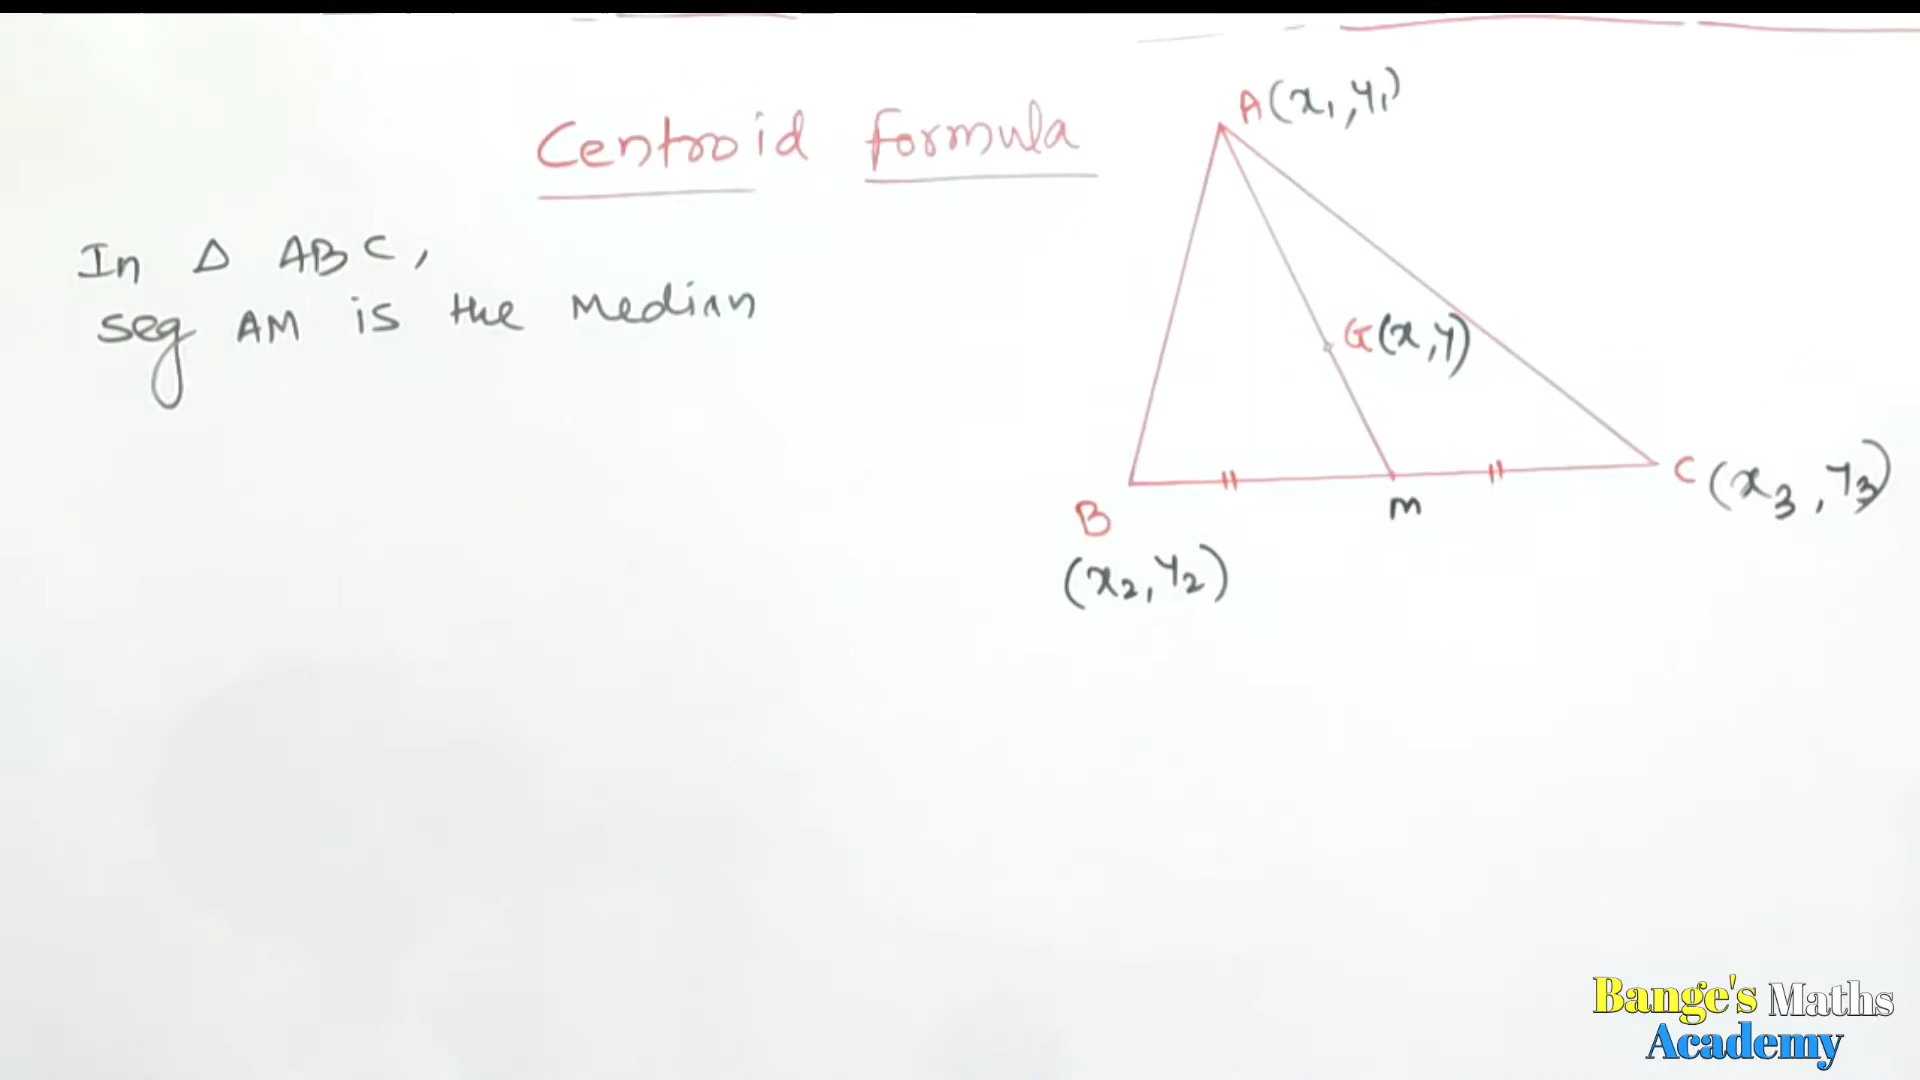 Centroid formula
In Δ ABC,
seg AM is the Median
A(x₁,y₁)
G(x,y)
B
(x₂,y₂)
m
C (x₃,y₃)
Bange's Maths
Academy